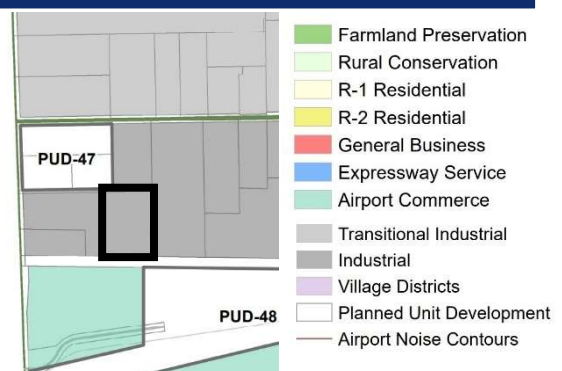 PUD-47
PUD-48
Farmland Preservation
Rural Conservation
R-1 Residential
R-2 Residential
General Business
Expressway Service
Airport Commerce
Transitional Industrial
Industrial
Village Districts
Planned Unit Development
Airport Noise Contours